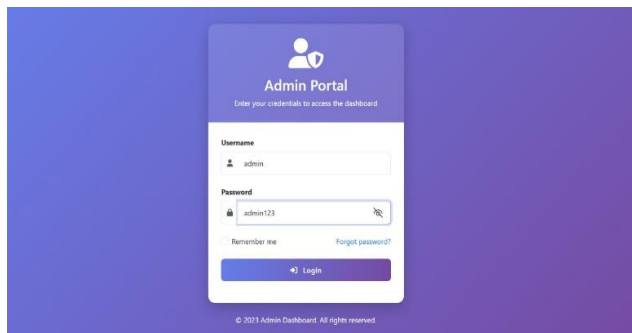 Admin Portal
Enter your credentials to access the dashboard
Username
admin
Password
admin123
Remember me
Forgot password?
Login
© 2023 Admin Dashboard. All rights reserved.